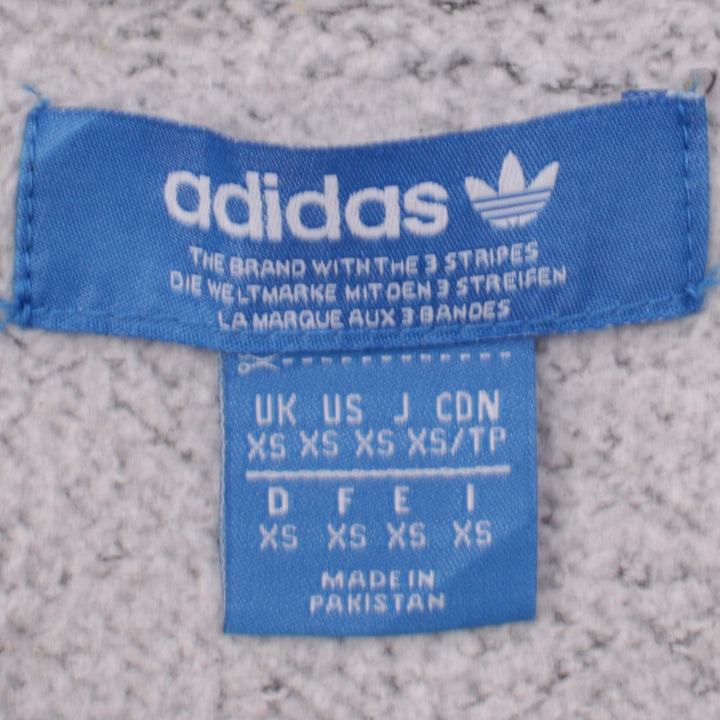 adidas
THE BRAND WITH THE 3 STRIPES
DIE WELTMARKE MIT DEN 3 STREIFEN
LA MARQUE AUX 3 BANDES
UK US J CDN
XS XS XS XS/TP
D F E I
XS XS XS XS
MADE IN
PAKISTAN